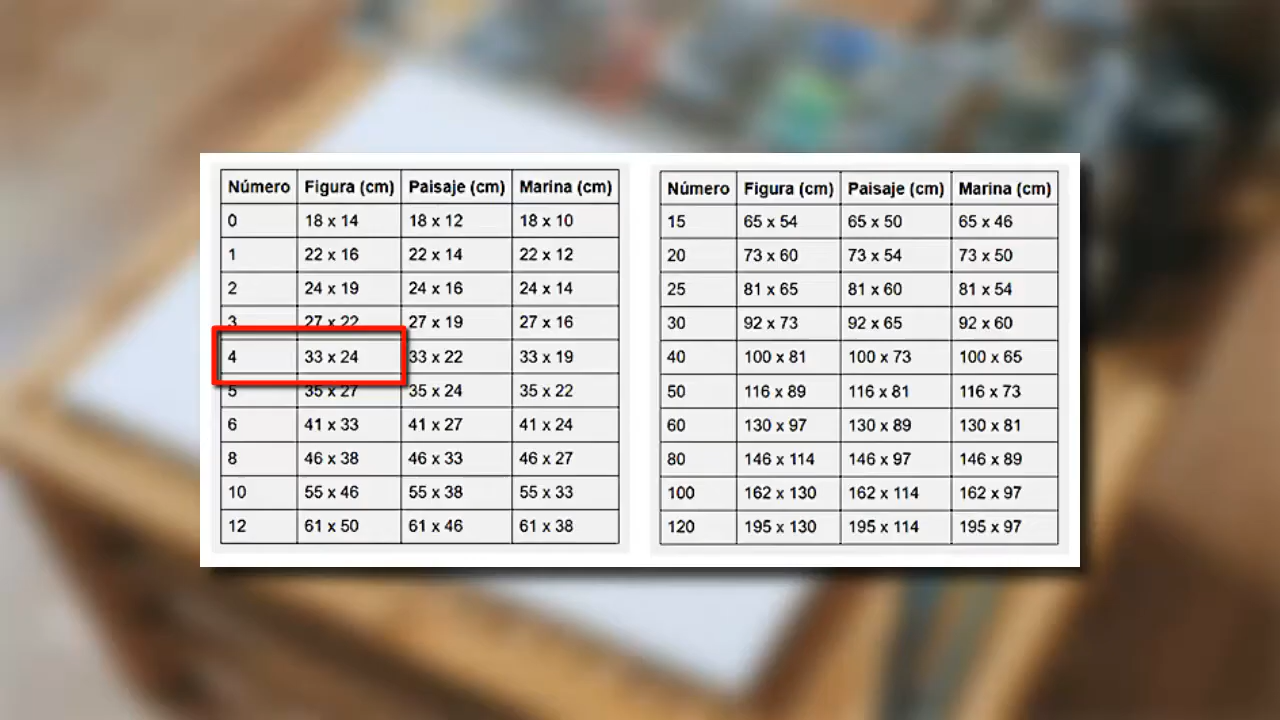 Número Figura (cm) Paisaje (cm) Marina (cm)
0 18 x 14 18 x 12 18 x 10
1 22 x 16 22 x 14 22 x 12
2 24 x 19 24 x 16 24 x 14
3 27 x 22 27 x 19 27 x 16
4 33 x 24 33 x 22 33 x 19
5 35 x 27 35 x 24 35 x 22
6 41 x 33 41 x 27 41 x 24
8 46 x 38 46 x 33 46 x 27
10 55 x 46 55 x 38 55 x 33
12 61 x 50 61 x 46 61 x 38
Número Figura (cm) Paisaje (cm) Marina (cm)
15 65 x 54 65 x 50 65 x 46
20 73 x 60 73 x 54 73 x 50
25 81 x 65 81 x 60 81 x 54
30 92 x 73 92 x 65 92 x 60
40 100 x 81 100 x 73 100 x 65
50 116 x 89 116 x 81 116 x 73
60 130 x 97 130 x 89 130 x 81
80 146 x 114 146 x 97 146 x 89
100 162 x 130 162 x 114 162 x 97
120 195 x 130 195 x 114 195 x 97